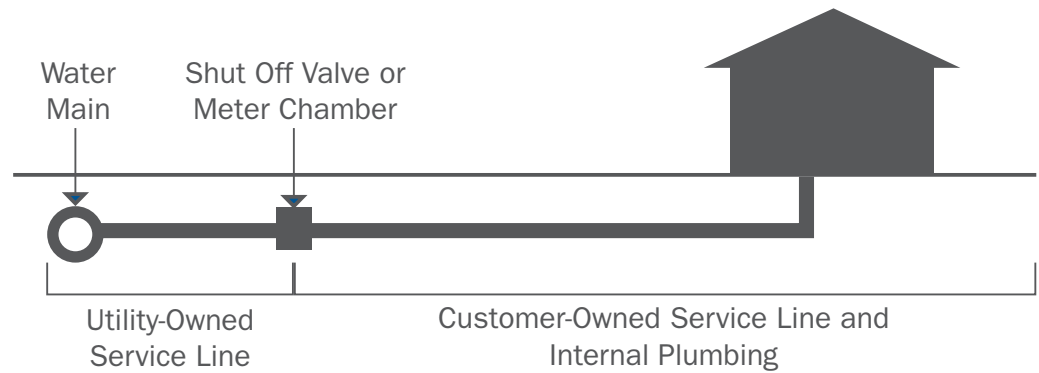 Water
Main
Shut Off Valve or
Meter Chamber
Utility-Owned
Service Line
Customer-Owned Service Line and
Internal Plumbing